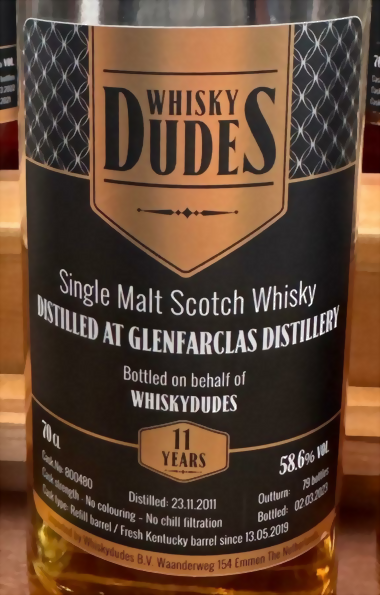 WHISKY
DUDES
Single Malt Scotch Whisky
DISTILLED AT GLENFARCLAS DISTILLERY
Bottled on behalf of
WHISKYDUDES
70 cl
11
YEARS
58.6% VOL
Cask No 800480
Distilled: 23.11.2011
Outturn: 79 bottles
Cask strength - No colouring - No chill filtration
Bottled: 02.03.2023
Cask type: Refill barrel / Fresh Kentucky barrel since 13.05.2019
by Whiskydudes B.V. Waanderweg 154 Emmen The